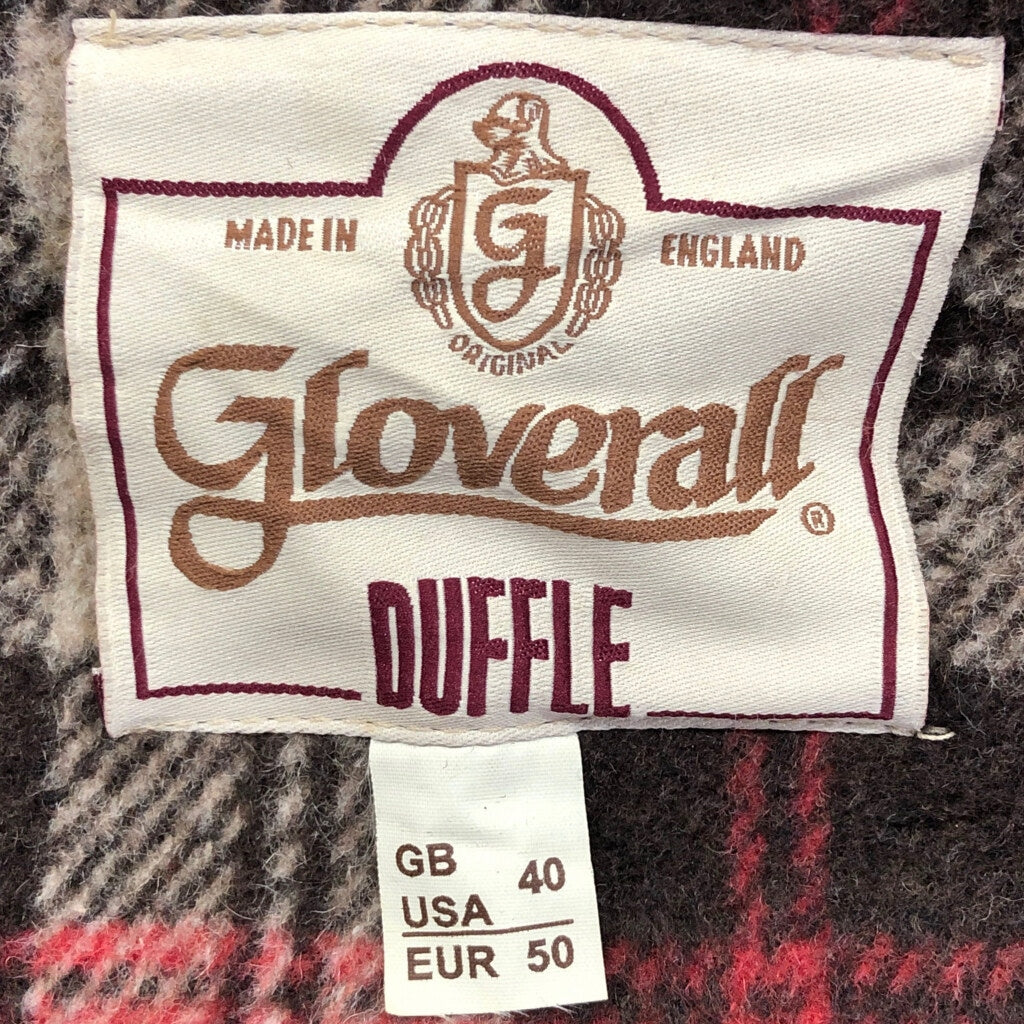 MADE IN ENGLAND
G
ORIGINAL
Gloverall ®
DUFFLE
GB
USA 40
EUR 50